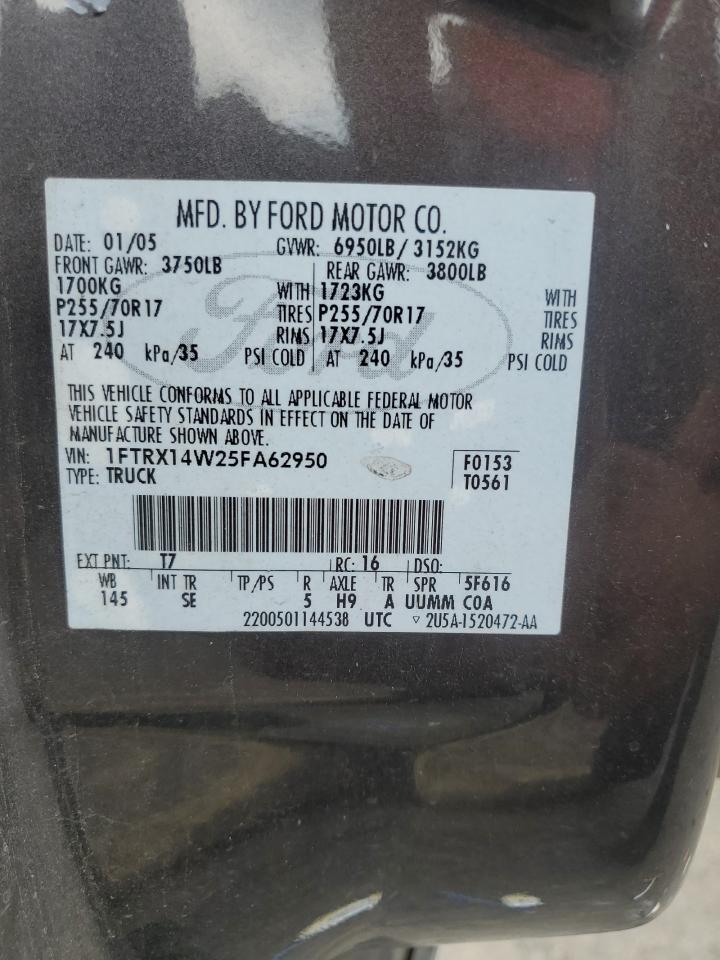 MFD. BY FORD MOTOR CO.
DATE: 01/05 GVWR: 6950LB/ 3152KG
FRONT GAWR: 3750LB REAR GAWR: 3800LB
1700KG WITH 1723KG WITH
P255/70R17 TIRES P255/70R17 TIRES
17X7.5J RIMS 17X7.5J RIMS
AT 240 kPa/35 PSI COLD AT 240 kPa/35 PSI COLD
THIS VEHICLE CONFORMS TO ALL APPLICABLE FEDERAL MOTOR
VEHICLE SAFETY STANDARDS IN EFFECT ON THE DATE OF
MANUFACTURE SHOWN ABOVE.
VIN: 1FTRX14W25FA62950 F0153
TYPE: TRUCK T0561
EXT PNT: T7 RC: 16 DSO:
WB INT TR TP/PS R AXLE TR SPR 5F616
145 SE 5 H9 A UUMM COA
2200501144538 UTC ▽ 2U5A-1520472-AA
Ford